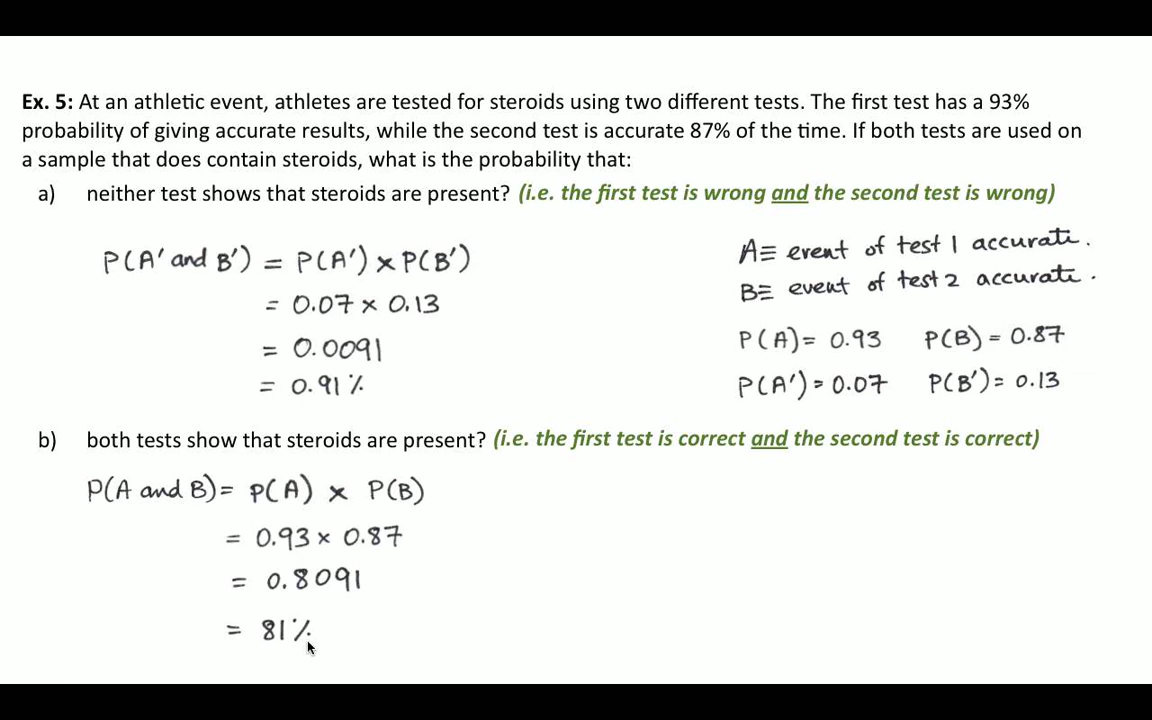 Ex. 5: At an athletic event, athletes are tested for steroids using two different tests. The first test has a 93%
probability of giving accurate results, while the second test is accurate 87% of the time. If both tests are used on
a sample that does contain steroids, what is the probability that:
a) neither test shows that steroids are present? (i.e. the first test is wrong and the second test is wrong)
P(A' and B') = P(A') × P(B')
= 0.07 × 0.13
= 0.0091
= 0.91 %
A≡ event of test 1 accurate.
B≡ event of test 2 accurate.
P(A) = 0.93 P(B) = 0.87
P(A') = 0.07 P(B') = 0.13
b) both tests show that steroids are present? (i.e. the first test is correct and the second test is correct)
P(A and B) = P(A) × P(B)
= 0.93 × 0.87
= 0.8091
= 81%